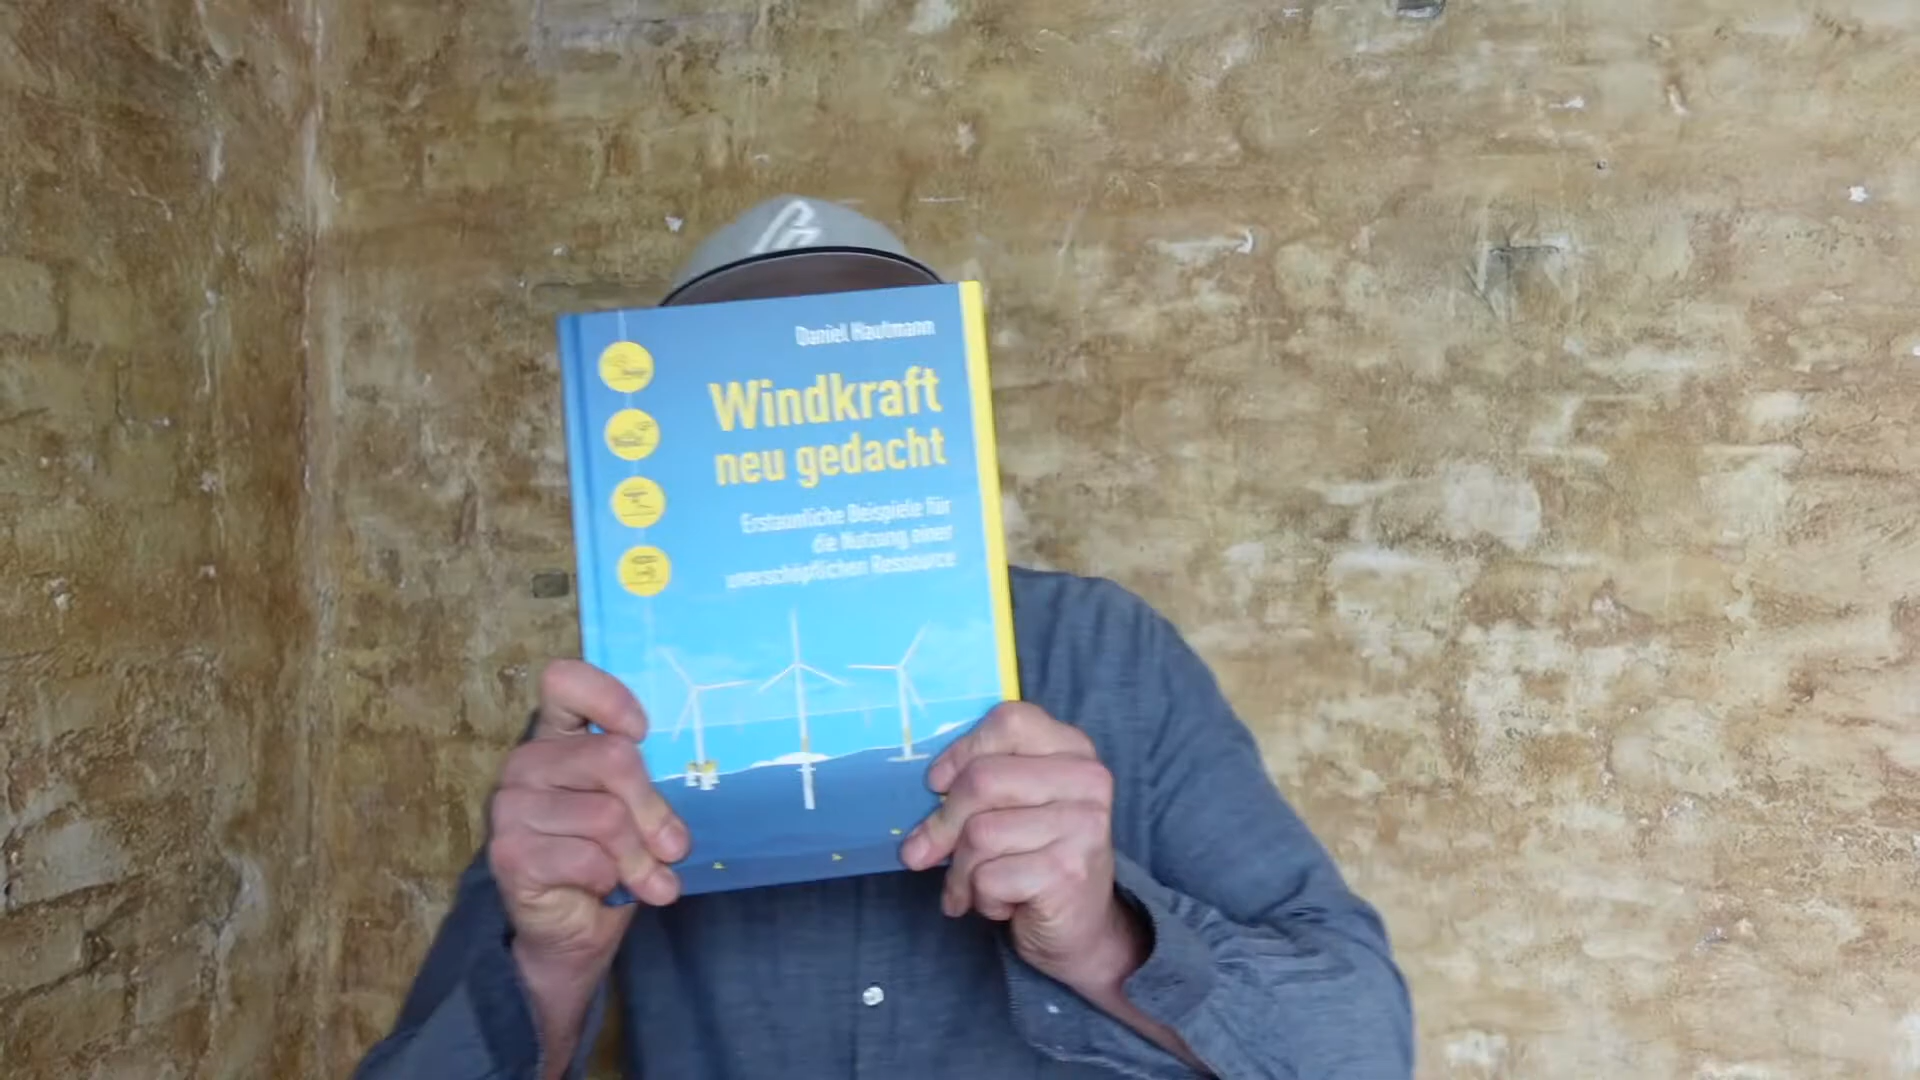 Daniel Hautmann
Windkraft
neu gedacht
Erstaunliche Beispiele für
die Nutzung einer
unerschöpflichen Ressource